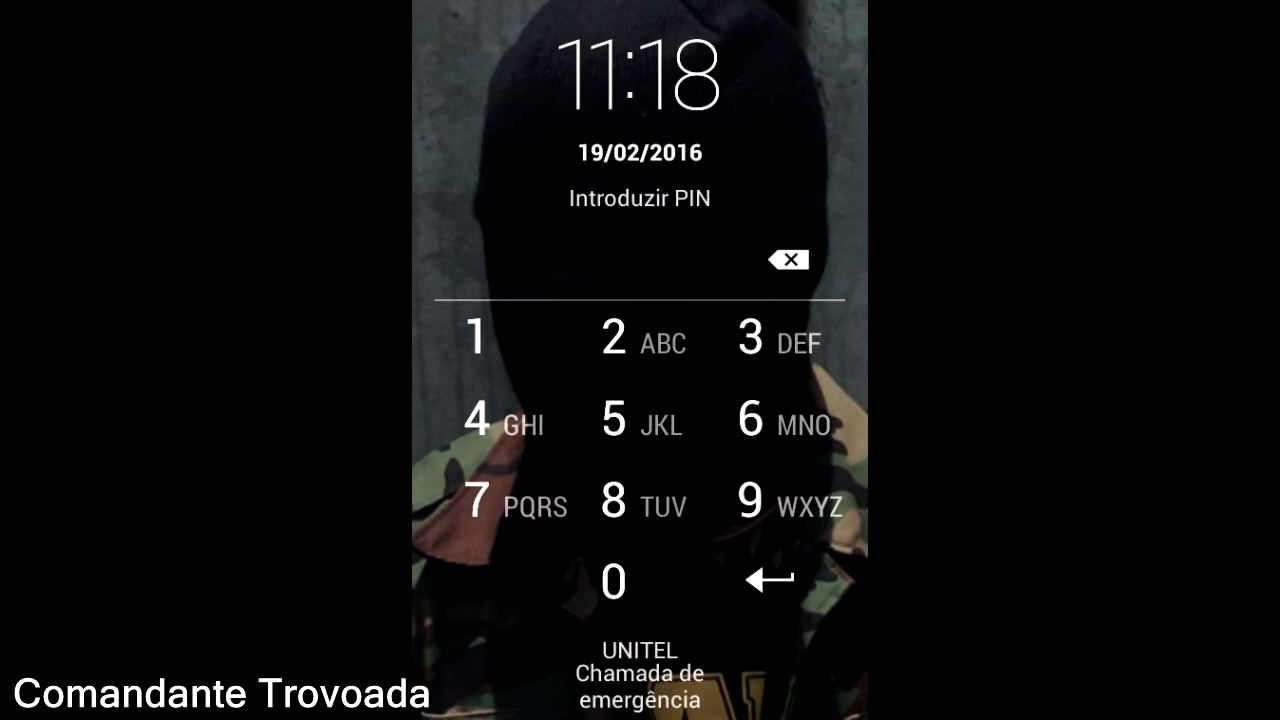 11:18
19/02/2016
Introduzir PIN
1
2 ABC
3 DEF
4 GHI
5 JKL
6 MNO
7 PQRS
8 TUV
9 WXYZ
0
UNITEL
Chamada de
emergência
Comandante Trovoada